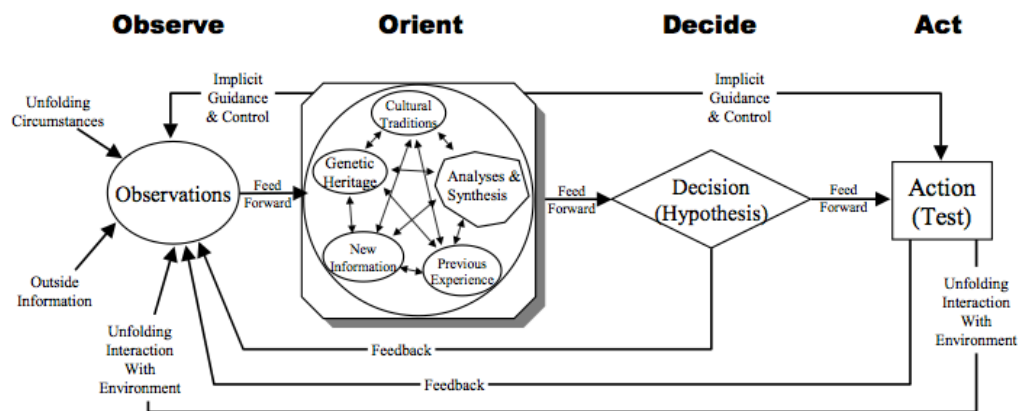 Observe
Orient
Decide
Act
Implicit
Guidance
& Control
Implicit
Guidance
& Control
Unfolding
Circumstances
Cultural
Traditions
Genetic
Heritage
Analyses &
Synthesis
New
Information
Previous
Experience
Observations
Feed
Forward
Feed
Forward
Decision
(Hypothesis)
Feed
Forward
Action
(Test)
Outside
Information
Unfolding
Interaction
With
Environment
Unfolding
Interaction
With
Environment
Feedback
Feedback